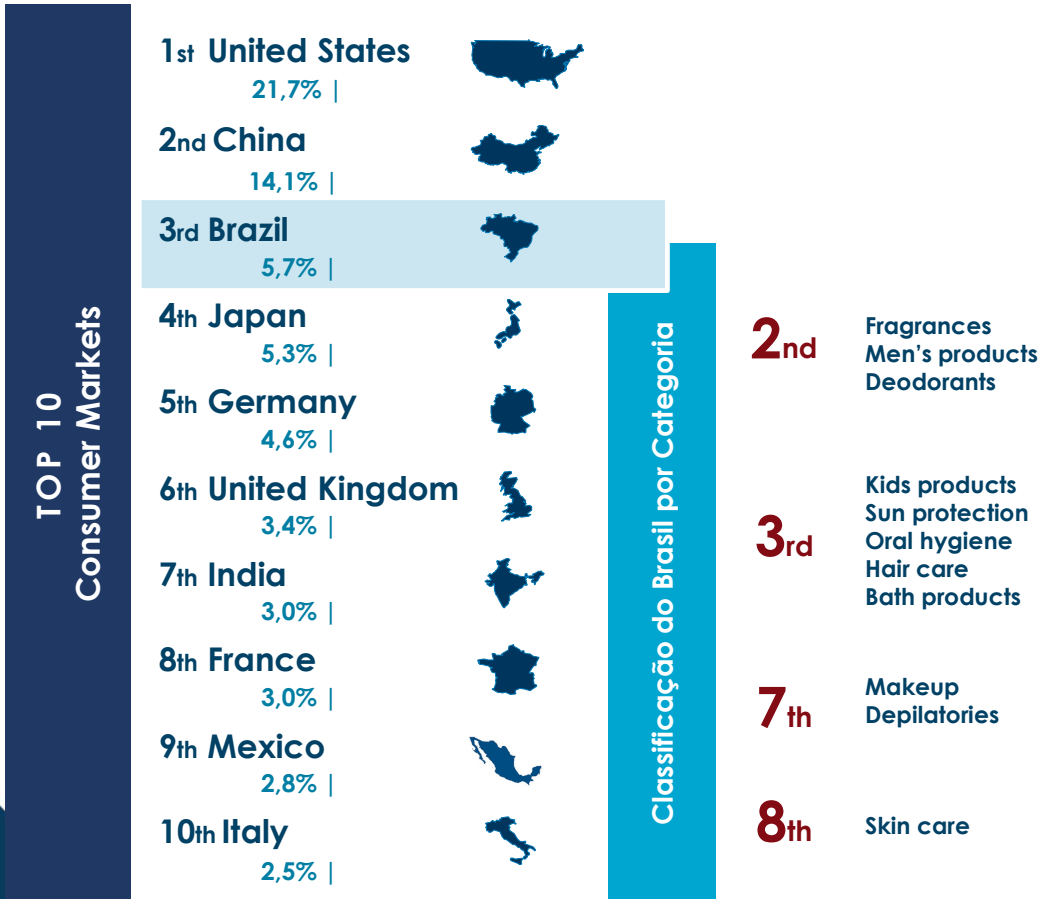 TOP 10
Consumer Markets
1st United States
21,7% |
2nd China
14,1% |
3rd Brazil
5,7% |
4th Japan
5,3% |
5th Germany
4,6% |
6th United Kingdom
3,4% |
7th India
3,0% |
8th France
3,0% |
9th Mexico
2,8% |
10th Italy
2,5% |
Classificação do Brasil por Categoria
2nd
Fragrances
Men’s products
Deodorants
3rd
Kids products
Sun protection
Oral hygiene
Hair care
Bath products
7th
Makeup
Depilatories
8th
Skin care